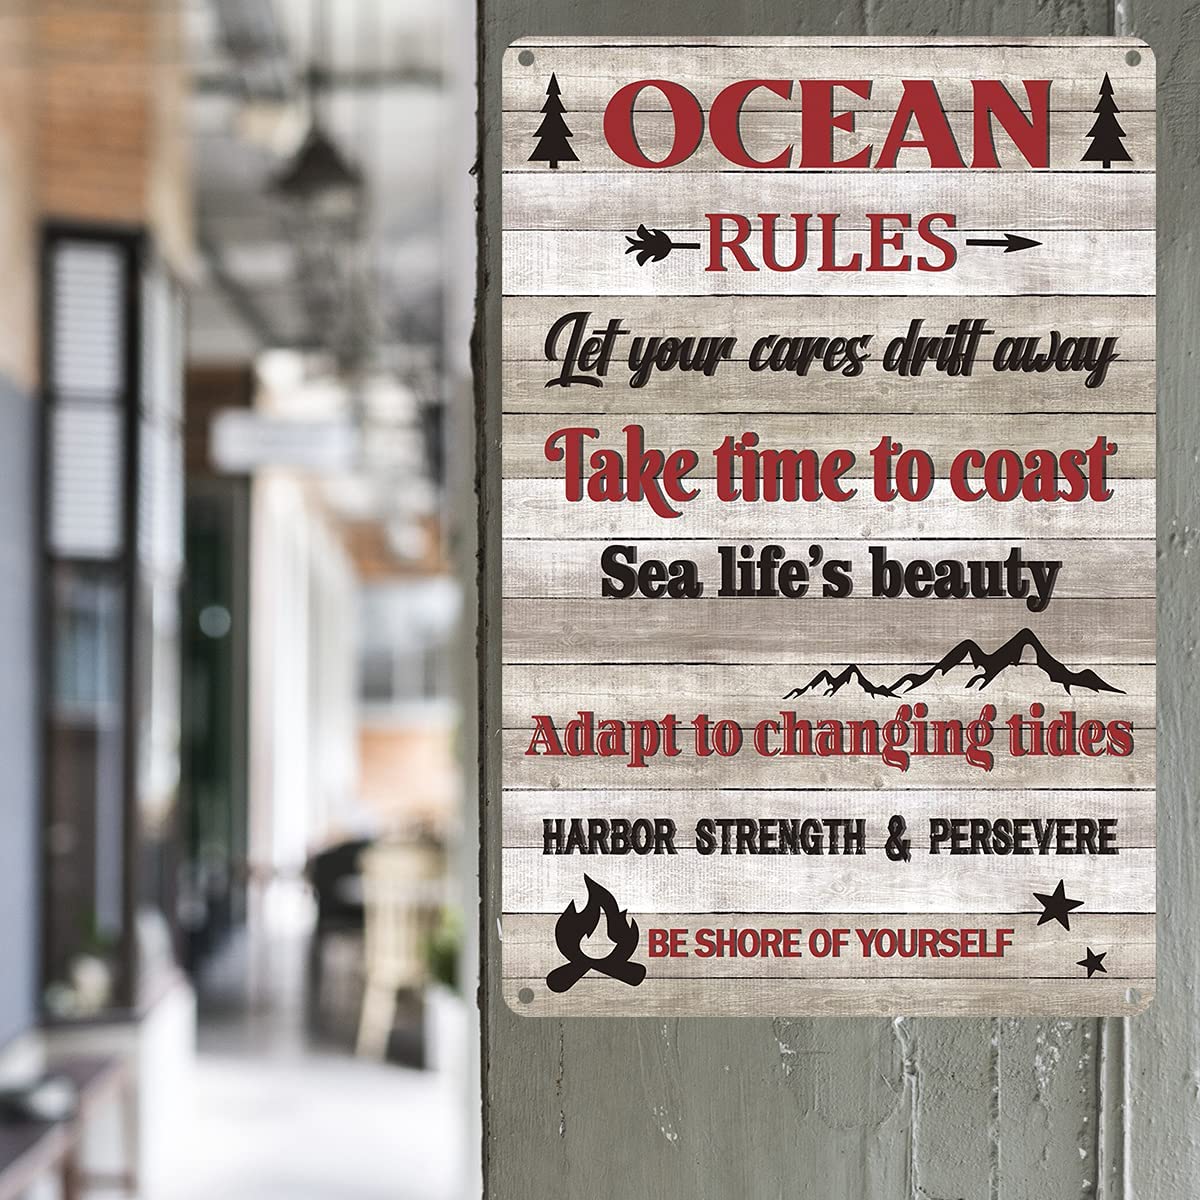 OCEAN
RULES
Let your cares drift away
Take time to coast
Sea life's beauty
Adapt to changing tides
HARBOR STRENGTH & PERSEVERE
BE SHORE OF YOURSELF